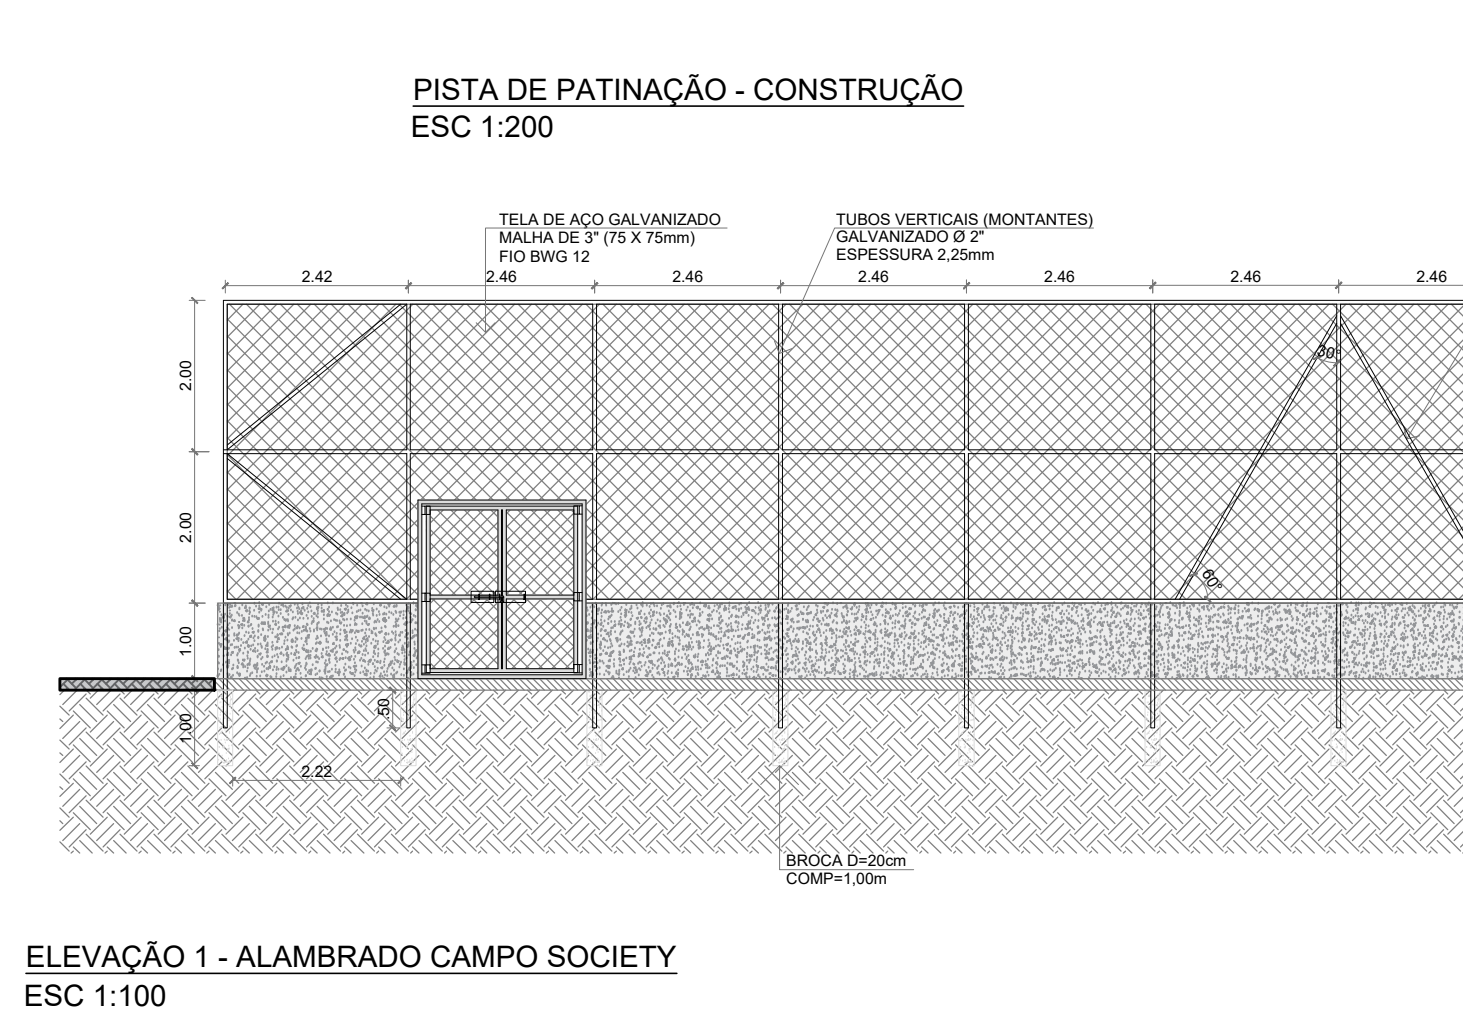 PISTA DE PATINAÇÃO - CONSTRUÇÃO
ESC 1:200
TELA DE AÇO GALVANIZADO
MALHA DE 3" (75 X 75mm)
FIO BWG 12
TUBOS VERTICAIS (MONTANTES)
GALVANIZADO Ø 2"
ESPESSURA 2,25mm
2.42
2.46
2.46
2.46
2.46
2.46
2.46
2.00
30°
2.00
60°
1.00
1.00
.50
2.22
BROCA D=20cm
COMP=1,00m
ELEVAÇÃO 1 - ALAMBRADO CAMPO SOCIETY
ESC 1:100